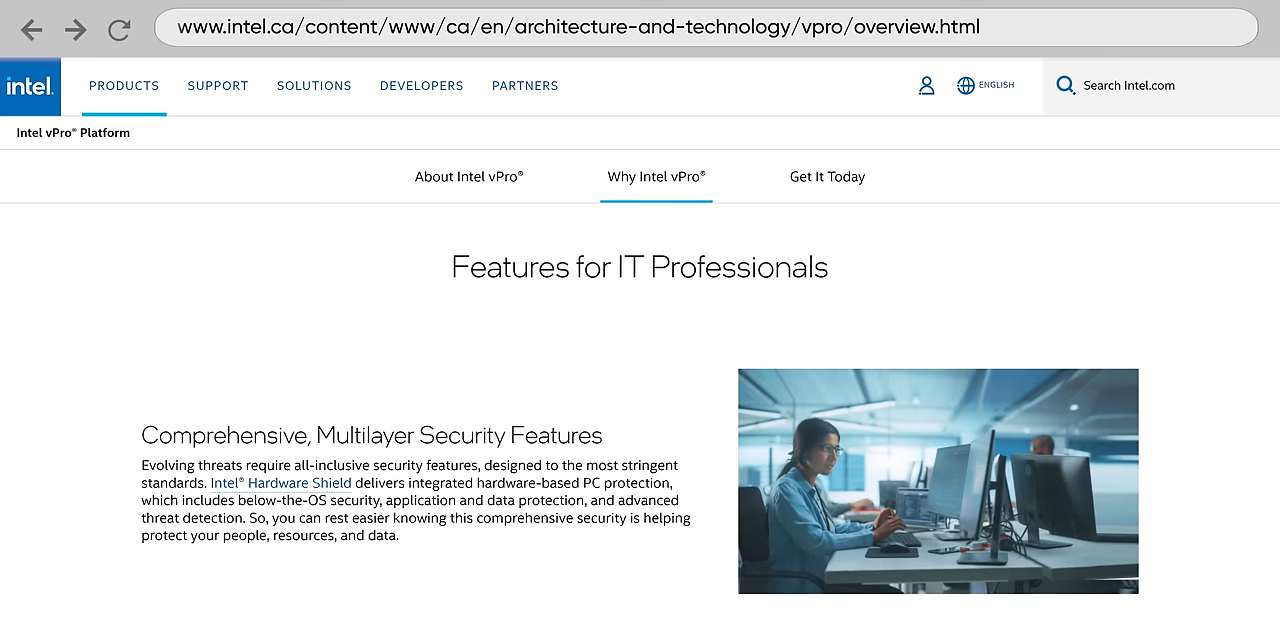 www.intel.ca/content/www/ca/en/architecture-and-technology/vpro/overview.html
intel.
PRODUCTS SUPPORT SOLUTIONS DEVELOPERS PARTNERS ENGLISH Search Intel.com
Intel vPro® Platform
About Intel vPro® Why Intel vPro® Get It Today
Features for IT Professionals
Comprehensive, Multilayer Security Features
Evolving threats require all-inclusive security features, designed to the most stringent
standards. Intel® Hardware Shield delivers integrated hardware-based PC protection,
which includes below-the-OS security, application and data protection, and advanced
threat detection. So, you can rest easier knowing this comprehensive security is helping
protect your people, resources, and data.